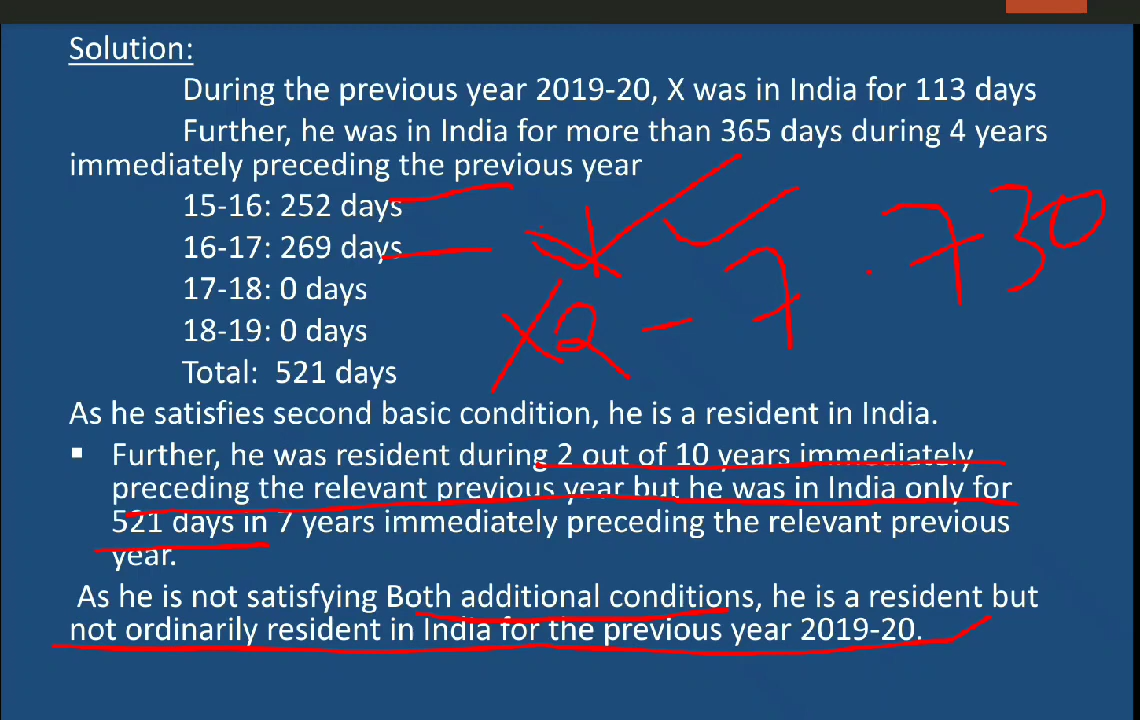 Solution:
During the previous year 2019-20, X was in India for 113 days
Further, he was in India for more than 365 days during 4 years
immediately preceding the previous year
15-16: 252 days
16-17: 269 days
17-18: 0 days
18-19: 0 days
Total: 521 days
2 - 7 . 730
As he satisfies second basic condition, he is a resident in India.
▪ Further, he was resident during 2 out of 10 years immediately
preceding the relevant previous year but he was in India only for
521 days in 7 years immediately preceding the relevant previous
year.
As he is not satisfying Both additional conditions, he is a resident but
not ordinarily resident in India for the previous year 2019-20.